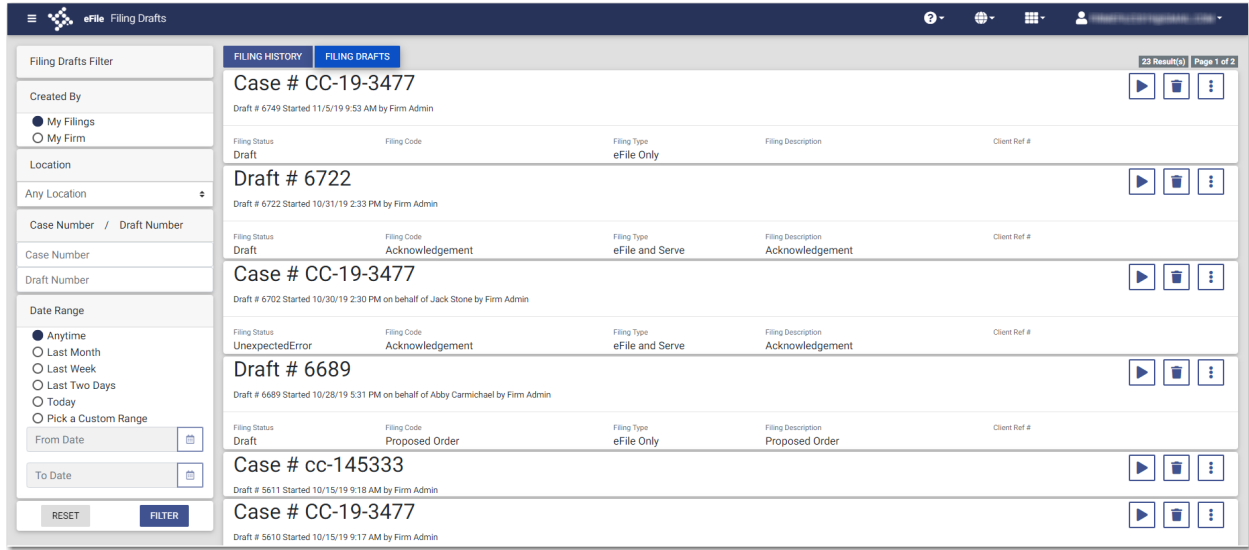 eFile Filing Drafts
Filing Drafts Filter
Created By
My Filings
My Firm
Location
Any Location
Case Number / Draft Number
Case Number
Draft Number
Date Range
Anytime
Last Month
Last Week
Last Two Days
Today
Pick a Custom Range
From Date
To Date
RESET FILTER
FILING HISTORY FILING DRAFTS
23 Result(s) Page 1 of 2
Case # CC-19-3477
Draft # 6749 Started 11/5/19 9:53 AM by Firm Admin
Filing Status Filing Code Filing Type Filing Description Client Ref #
Draft eFile Only
Draft # 6722
Draft # 6722 Started 10/31/19 2:33 PM by Firm Admin
Filing Status Filing Code Filing Type Filing Description Client Ref #
Draft Acknowledgement eFile and Serve Acknowledgement
Case # CC-19-3477
Draft # 6702 Started 10/30/19 2:30 PM on behalf of Jack Stone by Firm Admin
Filing Status Filing Code Filing Type Filing Description Client Ref #
UnexpectedError Acknowledgement eFile and Serve Acknowledgement
Draft # 6689
Draft # 6689 Started 10/28/19 5:31 PM on behalf of Abby Carmichael by Firm Admin
Filing Status Filing Code Filing Type Filing Description Client Ref #
Draft Proposed Order eFile Only Proposed Order
Case # cc-145333
Draft # 5611 Started 10/15/19 9:18 AM by Firm Admin
Case # CC-19-3477
Draft # 5610 Started 10/15/19 9:17 AM by Firm Admin